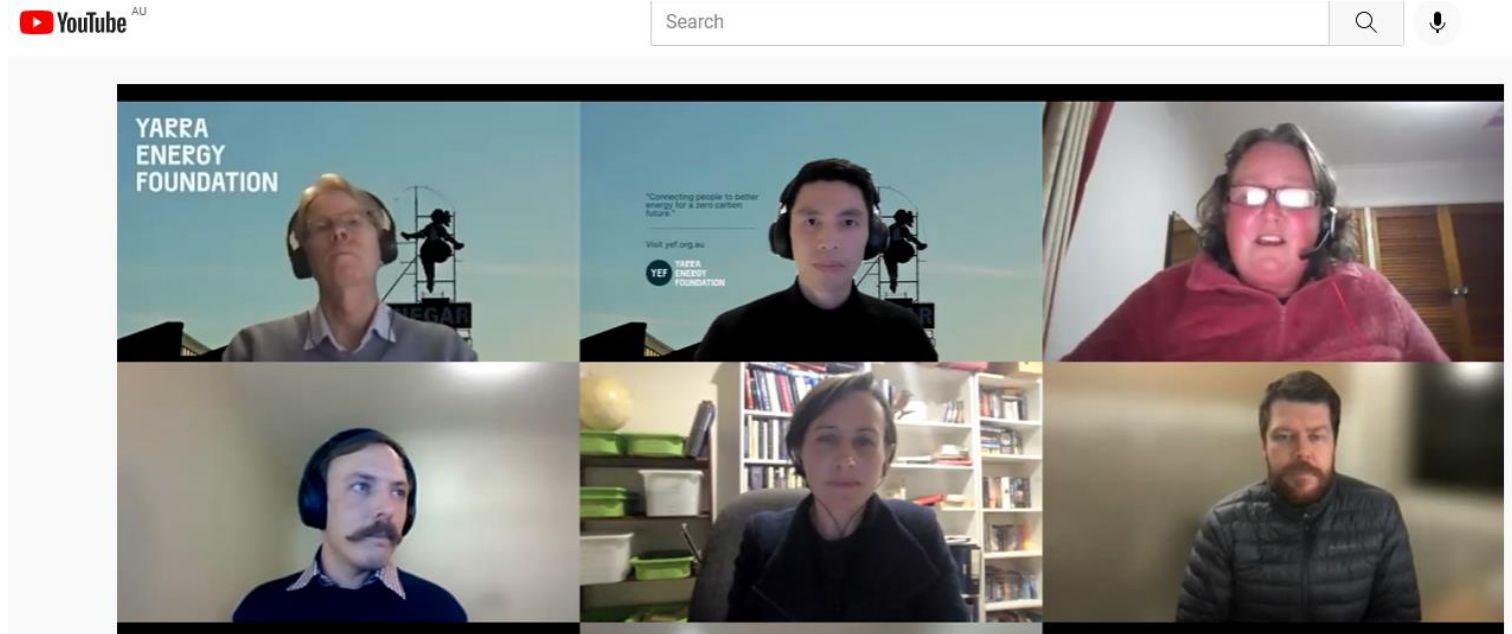 YouTube AU
Search
YARRA
ENERGY
FOUNDATION
"Connecting people to better
energy for a zero carbon
future."
Visit yef.org.au
YEF
YARRA
ENERGY
FOUNDATION
NEGAR
R